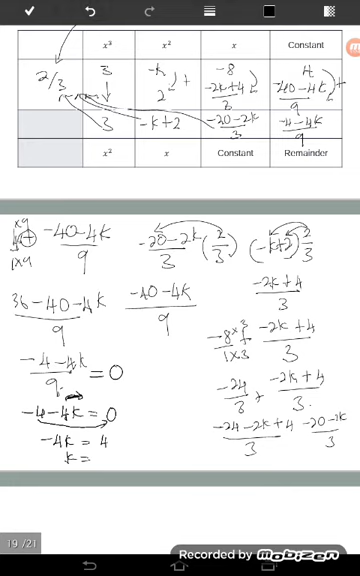 x³ x² x Constant
2/3 3 -k -8 4
2 (-2k+4)/3 + (-40-4k)/9 +
3 -k+2 (-20-2k)/3 (-4-4k)/9
x² x Constant Remainder
×9
4/1×9 + (-40-4k)/9
(36-40-4k)/9
(-4-4k)/9 = 0
-4-4k = 0
-4k = 4
k =
(-20-2k)/3 (2/3)
(-40-4k)/9
(-k+2) 2/3
(-2k+4)/3
(-8×3)/(1×3) + (-2k+4)/3
-24/3 + (-2k+4)/3
(-24-2k+4)/3 (-20-2k)/3
19 /21
Recorded by mobizen